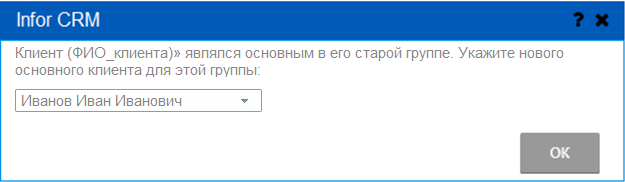 Infor CRM ? ✖
Клиент (ФИО_клиента)» являлся основным в его старой группе. Укажите нового
основного клиента для этой группы:
Иванов Иван Иванович
OK